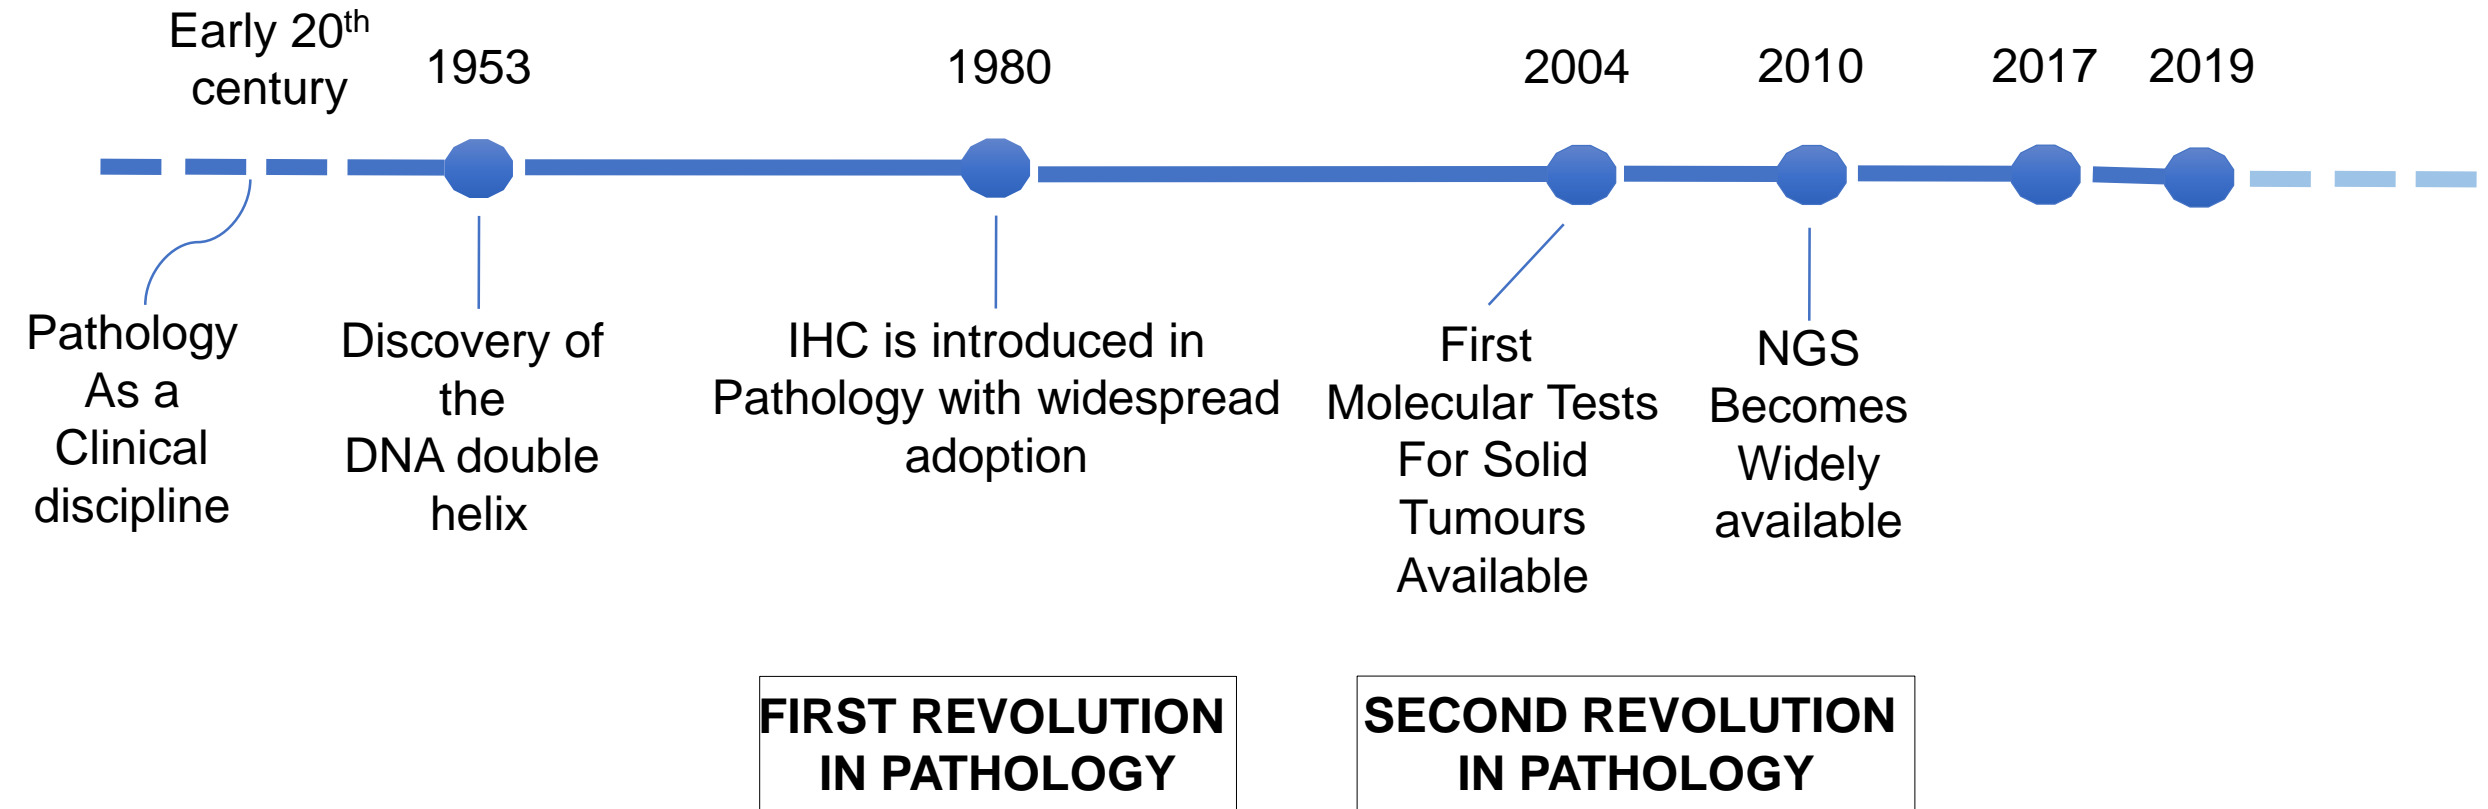 Early 20th
century
1953
1980
2004
2010
2017
2019
Pathology
As a
Clinical
discipline
Discovery of
the
DNA double
helix
IHC is introduced in
Pathology with widespread
adoption
First
Molecular Tests
For Solid
Tumours
Available
NGS
Becomes
Widely
available
FIRST REVOLUTION
IN PATHOLOGY
SECOND REVOLUTION
IN PATHOLOGY